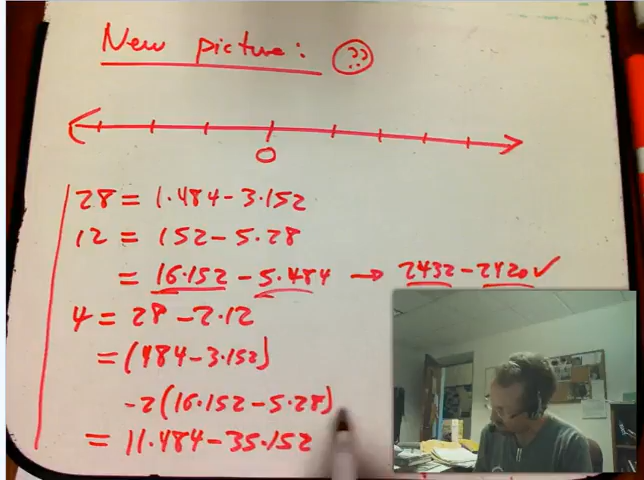 New picture:
0
28 = 1·484-3·152
12 = 152-5·28
= 16·152-5·484 → 2432-2420✓
4 = 28-2·12
= (484-3·152)
-2(16·152-5·28)
= 11·484-35·152